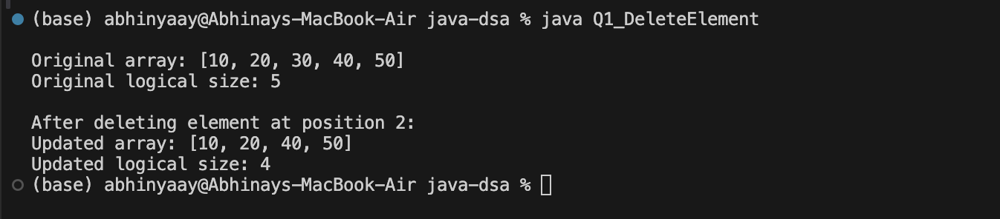 (base) abhinyaay@Abhinays-MacBook-Air java-dsa % java Q1_DeleteElement
Original array: [10, 20, 30, 40, 50]
Original logical size: 5
After deleting element at position 2:
Updated array: [10, 20, 40, 50]
Updated logical size: 4
(base) abhinyaay@Abhinays-MacBook-Air java-dsa %